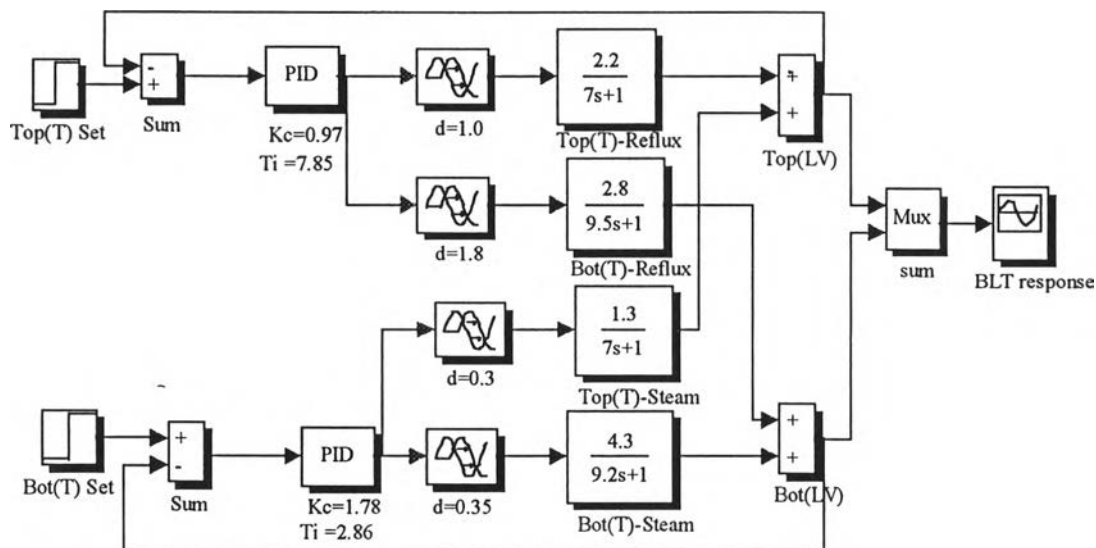 -
+
Top(T) Set
Sum
PID
Kc=0.97
Ti =7.85
d=1.0
2.2
7s+1
Top(T)-Reflux
+
+
Top(LV)
d=1.8
2.8
9.5s+1
Bot(T)-Reflux
Mux
sum
BLT response
d=0.3
1.3
7s+1
Top(T)-Steam
+
-
Bot(T) Set
Sum
PID
Kc=1.78
Ti =2.86
d=0.35
4.3
9.2s+1
Bot(T)-Steam
+
+
Bot(LV)